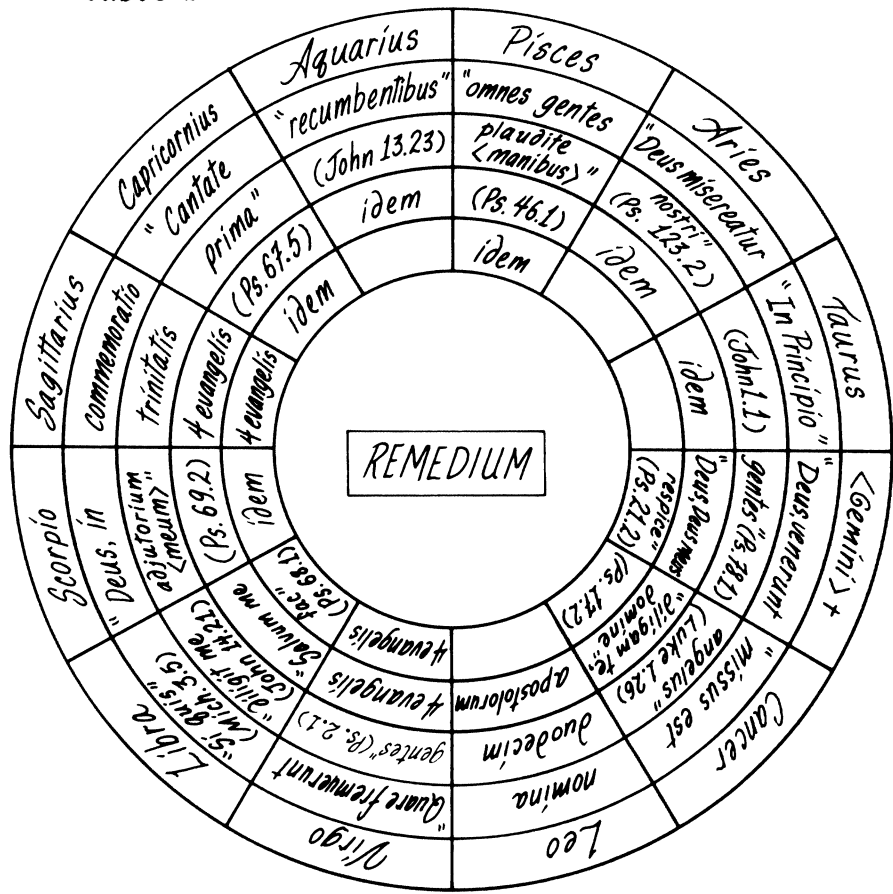 Aquarius
"recumbentibus"
(John 13.23)
idem
Pisces
"omnes gentes
plaudite
<manibus>"
(Ps. 46.1)
idem
Aries
"Deus misereatur
nostri"
(Ps. 123.2)
idem
Taurus
"In Principio"
(John 1.1)
idem
<Gemini>+
"Deus, venerunt
gentes" (Ps. 78.1)
"Deus Deus meus
respice"
(Ps. 21.2)
Cancer
"missus est
angelus"
(Luke 1.26)
"diligam te,
domine"
(Ps. 17.2)
Leo
nomina
duodecim
apostolorum
Virgo
"Quare fremuerunt
gentes" (Ps. 2.1)
4 evangelis
4 evangelis
Libra
"Si quis"
(Mich. 3.5)
"diligit me
(John 14.21)
"Salvum me
fac"
(Ps. 68.1)
Scorpio
"Deus, in
adjutorium
<meum>"
(Ps. 69.2)
idem
Sagittarius
commemoratio
trinitatis
4 evangelis
4 evangelis
Capricornius
"Cantate
prima"
(Ps. 67.5)
idem
REMEDIUM